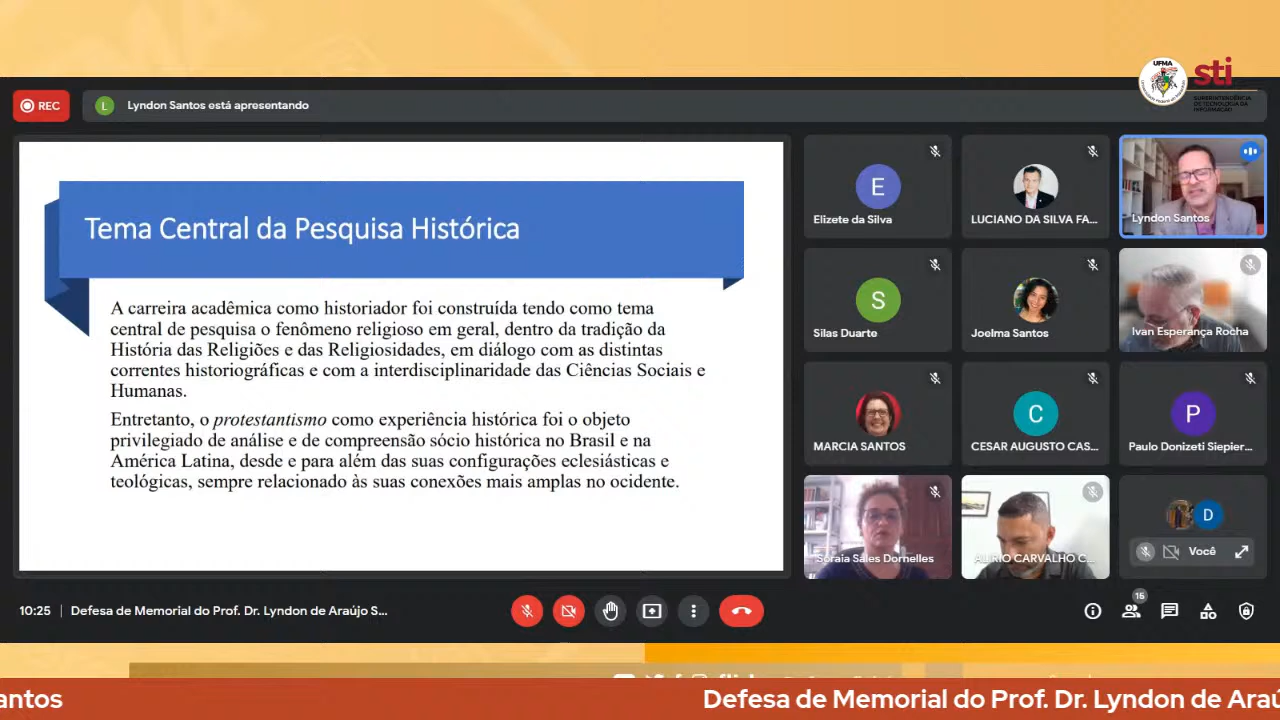 UFMA
sti
SUPERINTENDÊNCIA
DE TECNOLOGIA DA
INFORMAÇÃO
REC
L
Lyndon Santos está apresentando
Tema Central da Pesquisa Histórica
A carreira acadêmica como historiador foi construída tendo como tema
central de pesquisa o fenômeno religioso em geral, dentro da tradição da
História das Religiões e das Religiosidades, em diálogo com as distintas
correntes historiográficas e com a interdisciplinaridade das Ciências Sociais e
Humanas.
Entretanto, o protestantismo como experiência histórica foi o objeto
privilegiado de análise e de compreensão sócio histórica no Brasil e na
América Latina, desde e para além das suas configurações eclesiásticas e
teológicas, sempre relacionado às suas conexões mais amplas no ocidente.
E
Elizete da Silva
LUCIANO DA SILVA FA...
Lyndon Santos
S
Silas Duarte
Joelma Santos
Ivan Esperança Rocha
MARCIA SANTOS
C
CESAR AUGUSTO CAS...
P
Paulo Donizeti Siepier...
Soraia Sales Dornelles
ALIRIO CARVALHO C...
D
Você
10:25 | Defesa de Memorial do Prof. Dr. Lyndon de Araújo S...
15
antos
Defesa de Memorial do Prof. Dr. Lyndon de Araú